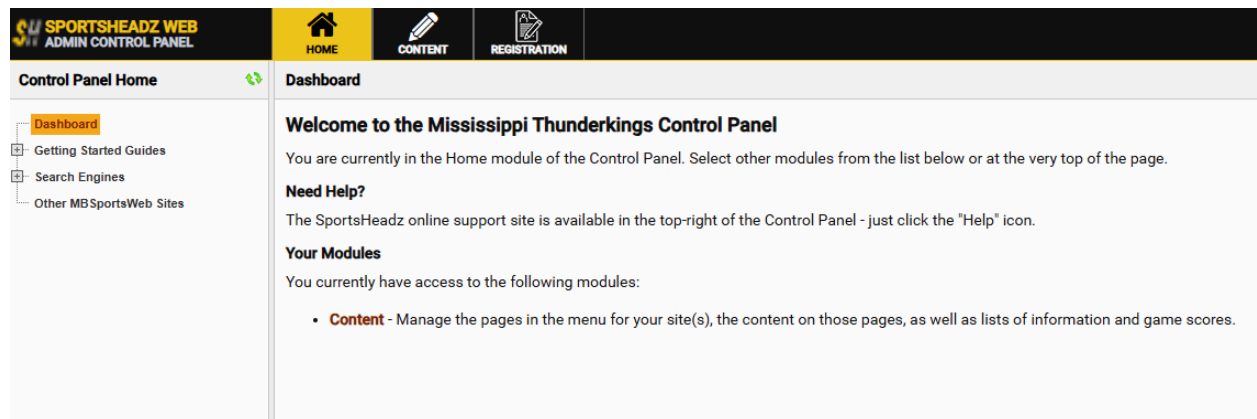 SPORTSHEADZ WEB
ADMIN CONTROL PANEL
HOME
CONTENT
REGISTRATION
Control Panel Home
Dashboard
Getting Started Guides
Search Engines
Other MBSportsWeb Sites
Dashboard
Welcome to the Mississippi Thunderkings Control Panel
You are currently in the Home module of the Control Panel. Select other modules from the list below or at the very top of the page.
Need Help?
The SportsHeadz online support site is available in the top-right of the Control Panel - just click the "Help" icon.
Your Modules
You currently have access to the following modules:
• Content - Manage the pages in the menu for your site(s), the content on those pages, as well as lists of information and game scores.